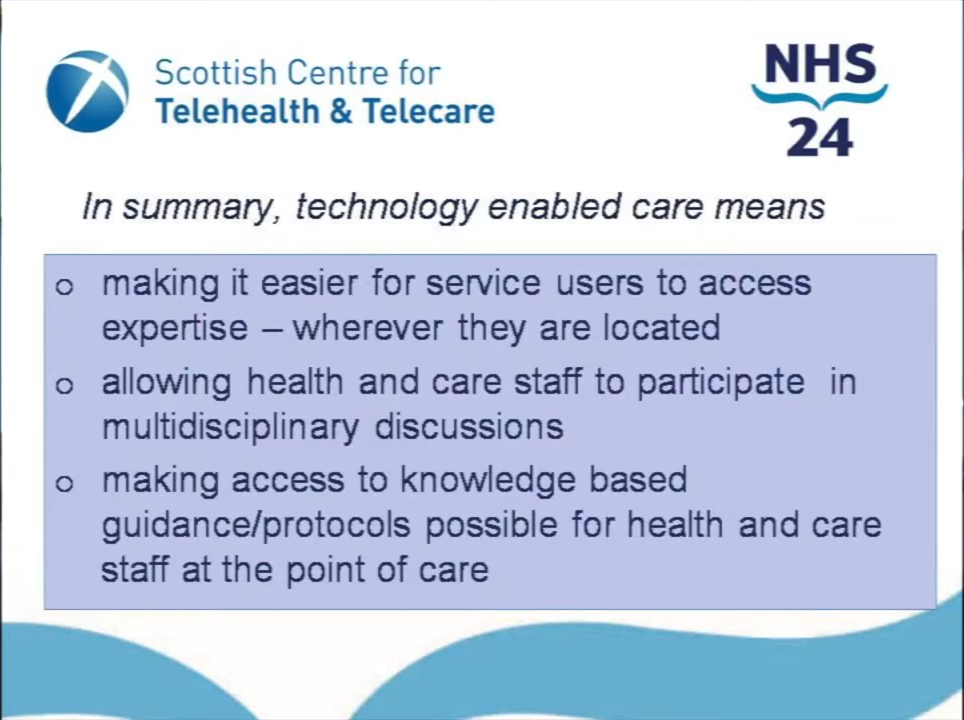 Scottish Centre for
Telehealth & Telecare
NHS
24
In summary, technology enabled care means
o making it easier for service users to access
expertise – wherever they are located
o allowing health and care staff to participate in
multidisciplinary discussions
o making access to knowledge based
guidance/protocols possible for health and care
staff at the point of care